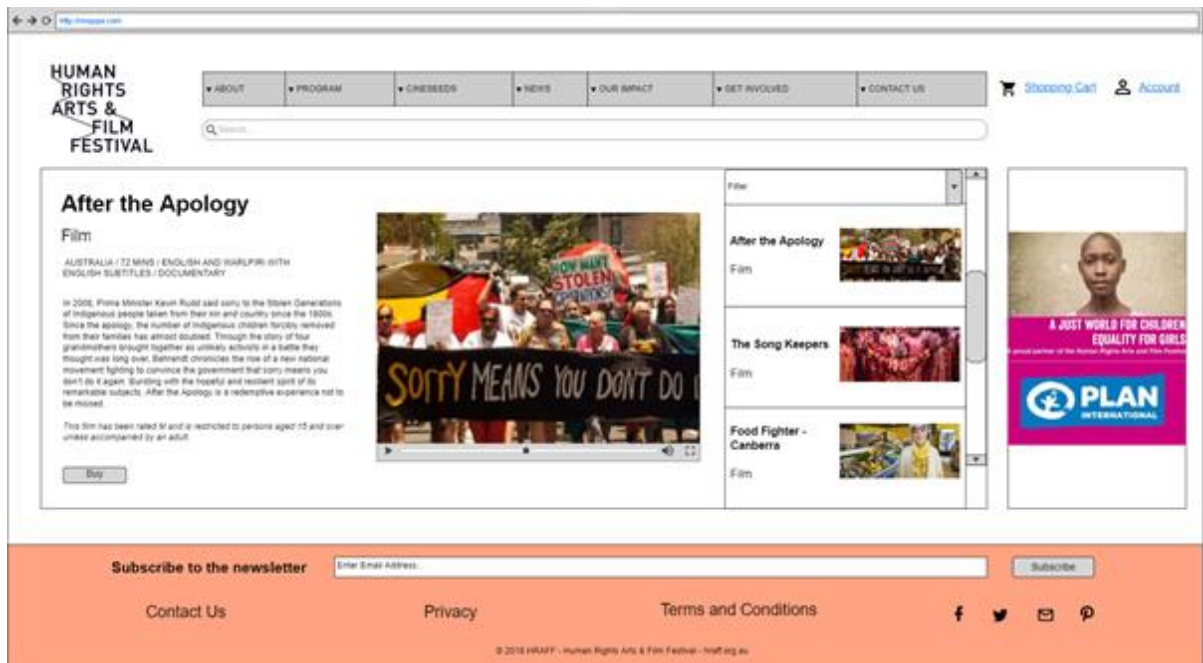 HUMAN
RIGHTS
ARTS &
FILM
FESTIVAL
ABOUT
PROGRAM
CINESEEDS
NEWS
OUR IMPACT
GET INVOLVED
CONTACT US
Shopping Cart
Account
Search...
After the Apology
Film
AUSTRALIA / 72 MINS / ENGLISH AND WARLPIRI WITH
ENGLISH SUBTITLES / DOCUMENTARY
In 2008, Prime Minister Kevin Rudd said sorry to the Stolen Generations
of Indigenous people taken from their kin and country since the 1800s.
Since the apology, the number of Indigenous children forcibly removed
from their families has almost doubled. Through the story of four
grandmothers brought together as unlikely activists in a battle they
thought was long over, Behrendt chronicles the rise of a new national
movement fighting to convince the government that sorry means you
don't do it again. Bursting with the hopeful and resilient spirit of its
remarkable subjects, After the Apology is a redemptive experience not to
be missed.
This film has been rated M and is restricted to persons aged 15 and over
unless accompanied by an adult.
Buy
HOW MANY
STOLEN
SORRY MEANS YOU DON'T DO
Filter
After the Apology
Film
The Song Keepers
Film
Food Fighter -
Canberra
Film
A JUST WORLD FOR CHILDREN
EQUALITY FOR GIRLS
proud partner of the Human Rights Arts and Film Festival
PLAN
INTERNATIONAL
Subscribe to the newsletter
Enter Email Address...
Subscribe
Contact Us
Privacy
Terms and Conditions
© 2018 HRAFF - Human Rights Arts & Film Festival - hraff.org.au